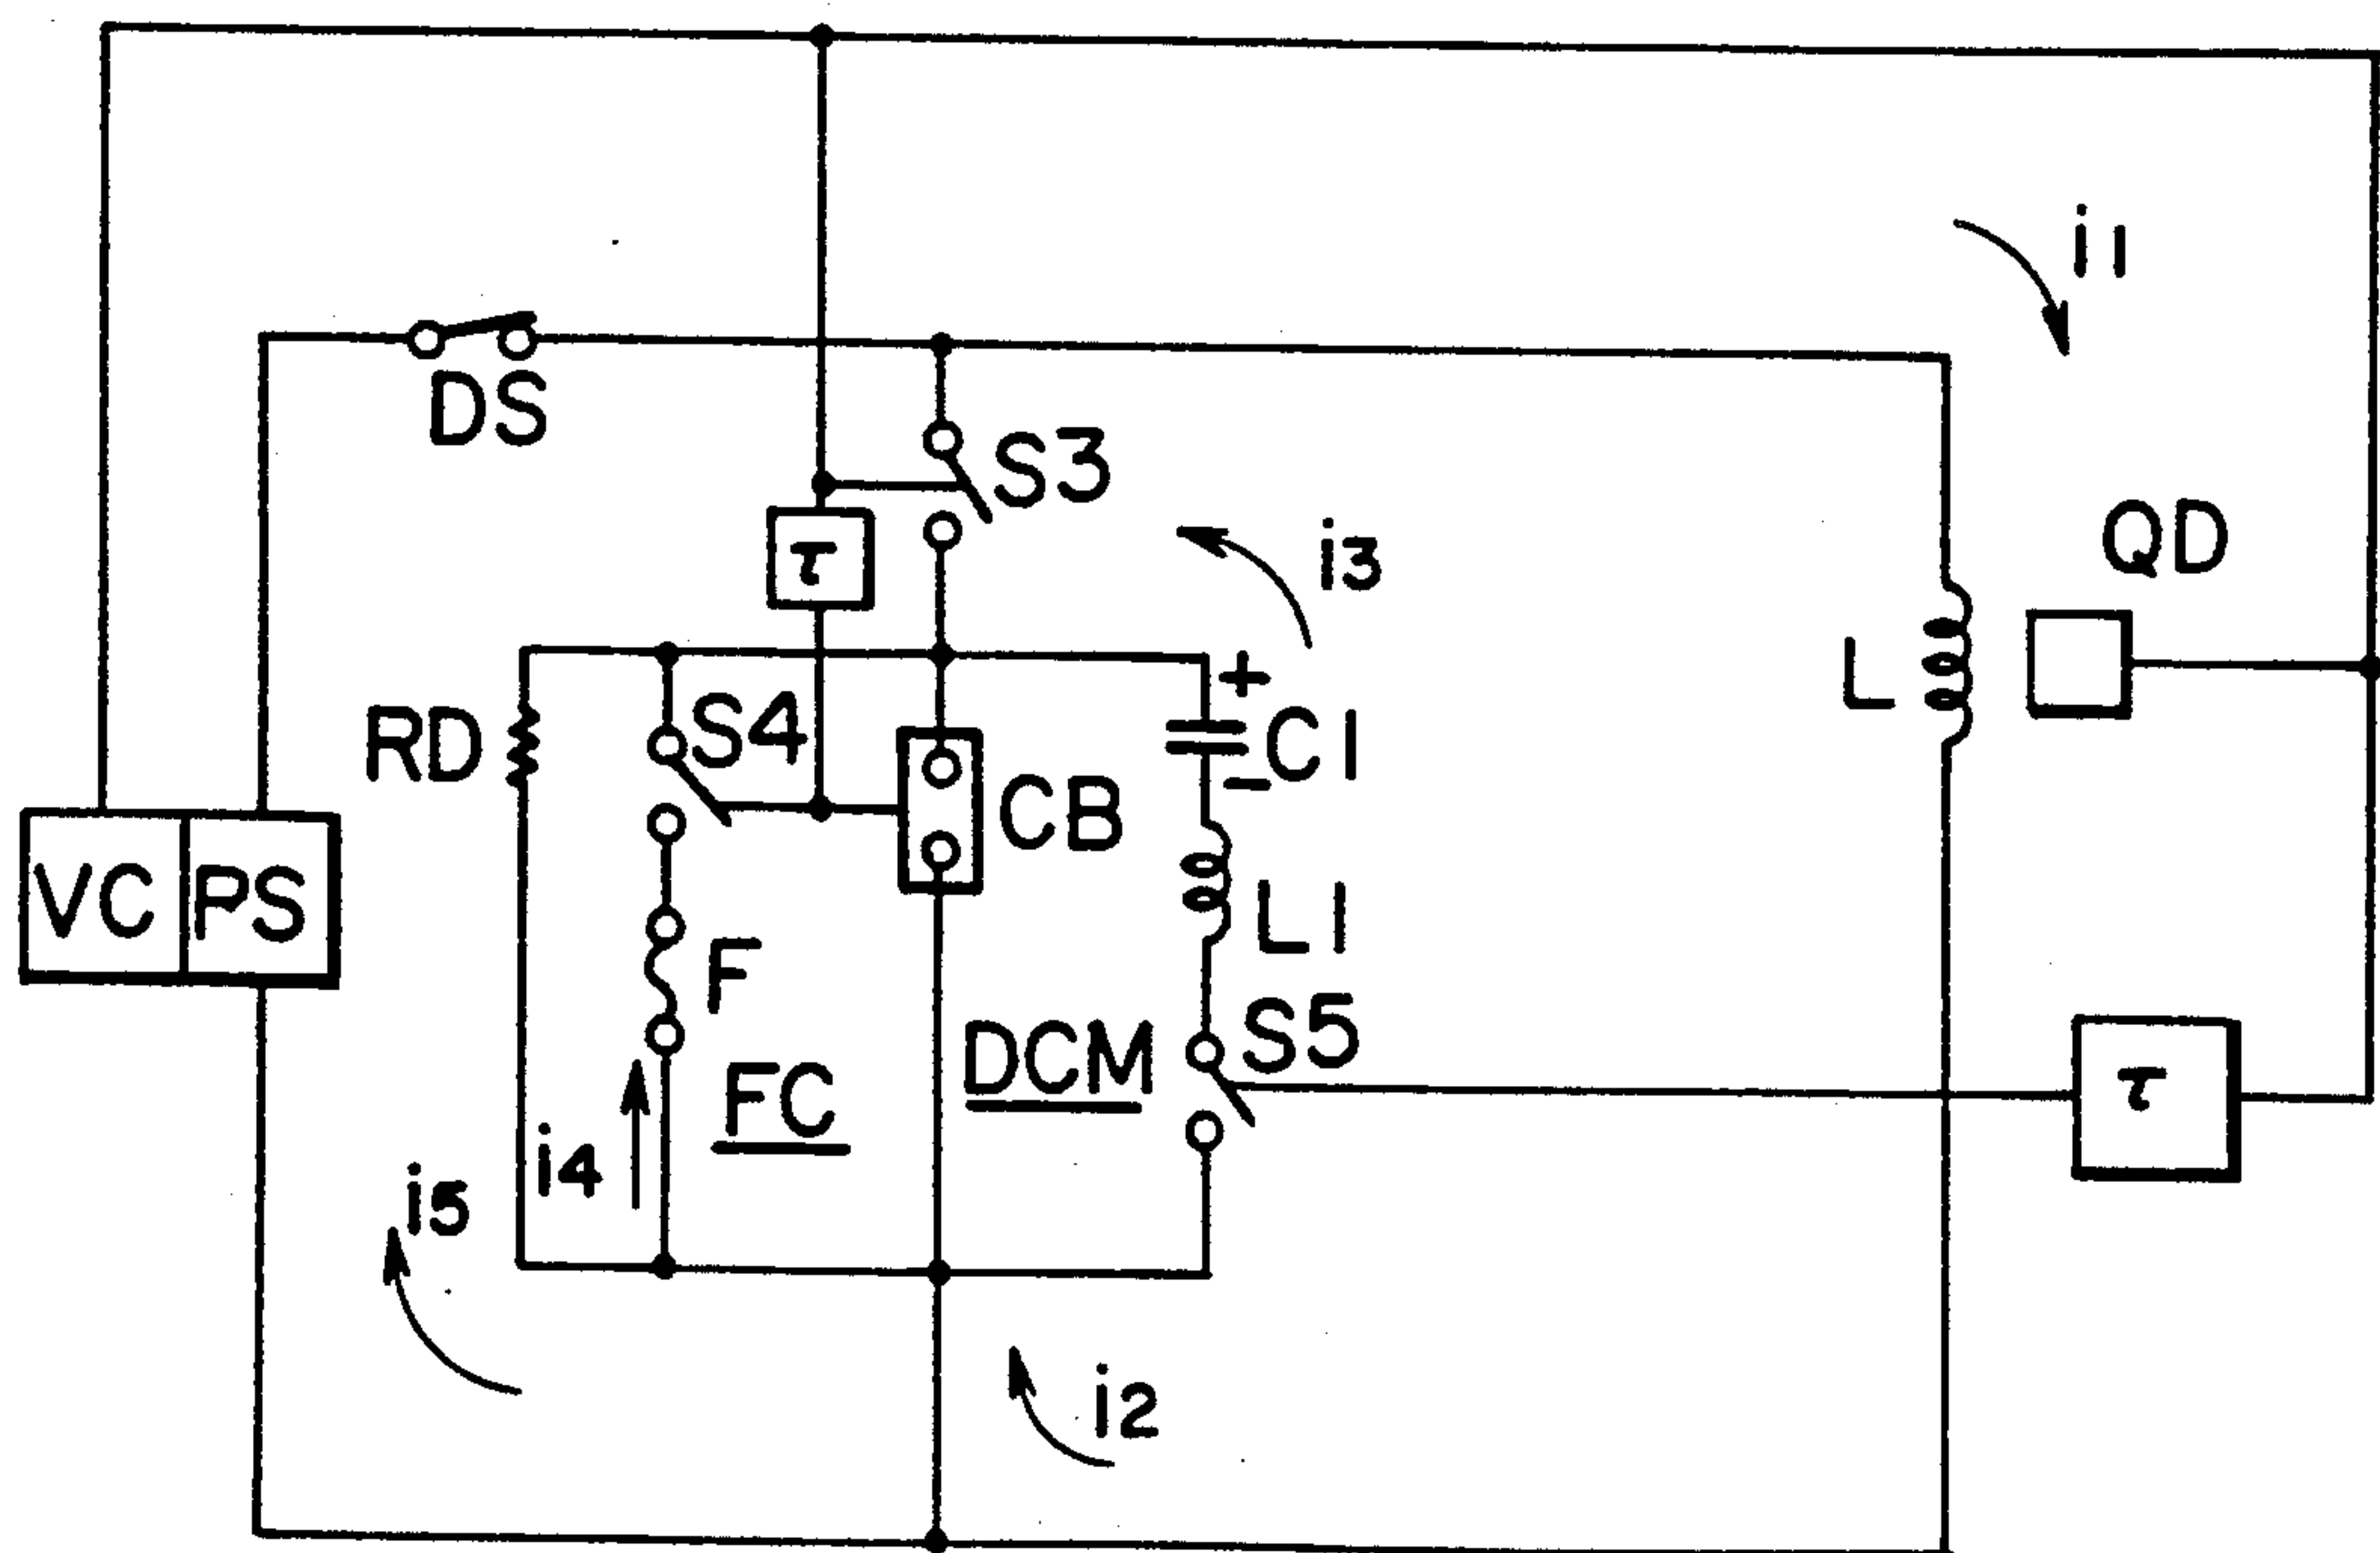 i1
DS
S3
QD
i3
τ
+
L
RD
S4
C1
-
CB
VC
PS
L1
F
S5
DCM
FC
τ
i4
i5
i2